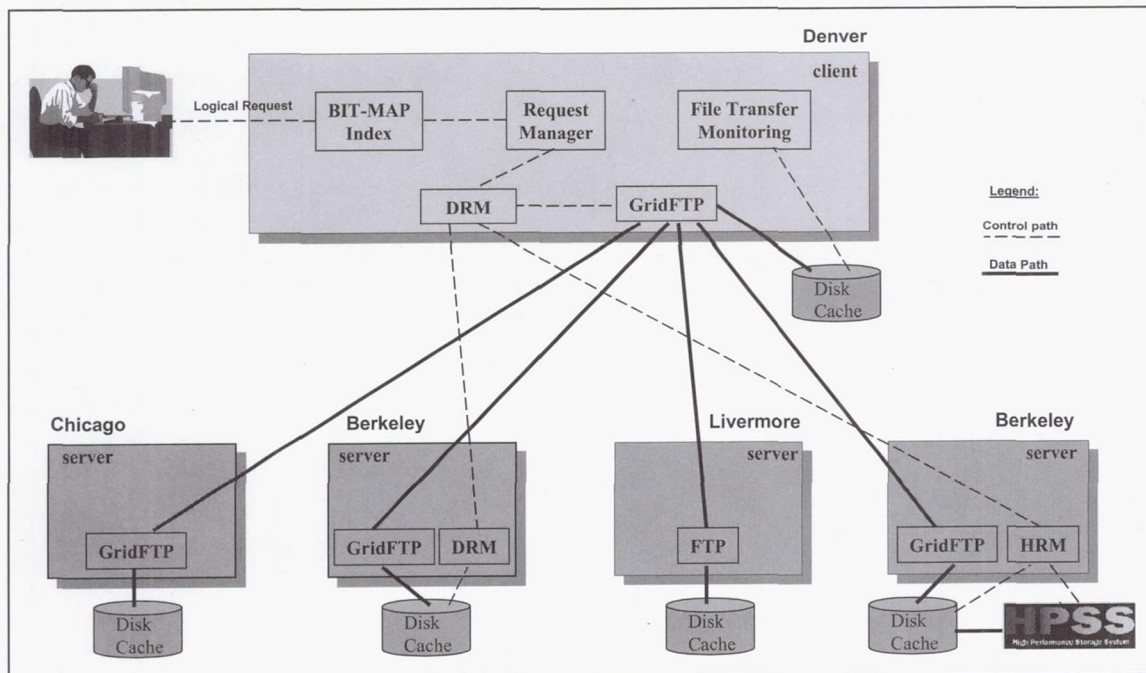 Denver
client
Logical Request
BIT-MAP
Index
Request
Manager
File Transfer
Monitoring
DRM
GridFTP
Legend:
Control path
Data Path
Disk
Cache
Chicago
server
GridFTP
Disk
Cache
Berkeley
server
GridFTP
DRM
Disk
Cache
Livermore
server
FTP
Disk
Cache
Berkeley
server
GridFTP
HRM
Disk
Cache
HPSS
High Performance Storage System